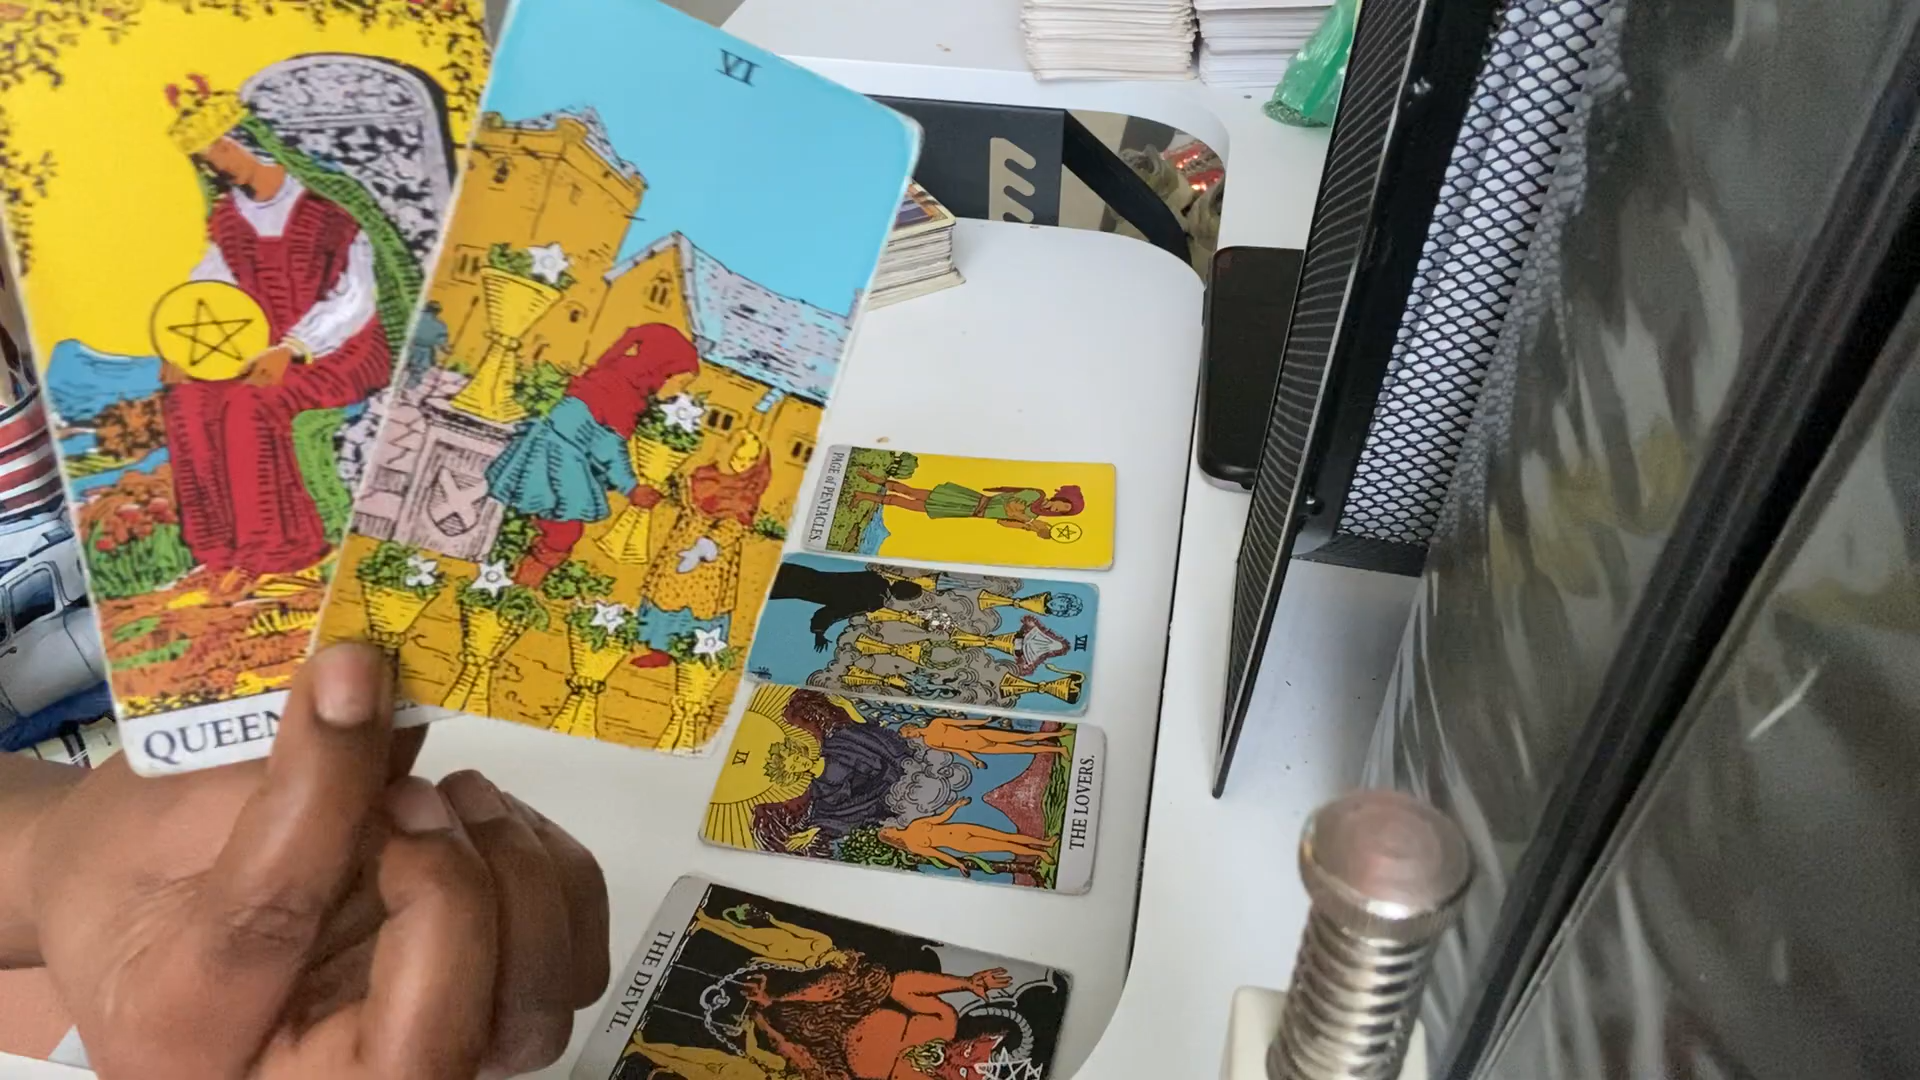 VI
QUEEN
PAGE of PENTACLES.
VII
VI
THE LOVERS.
THE DEVIL.